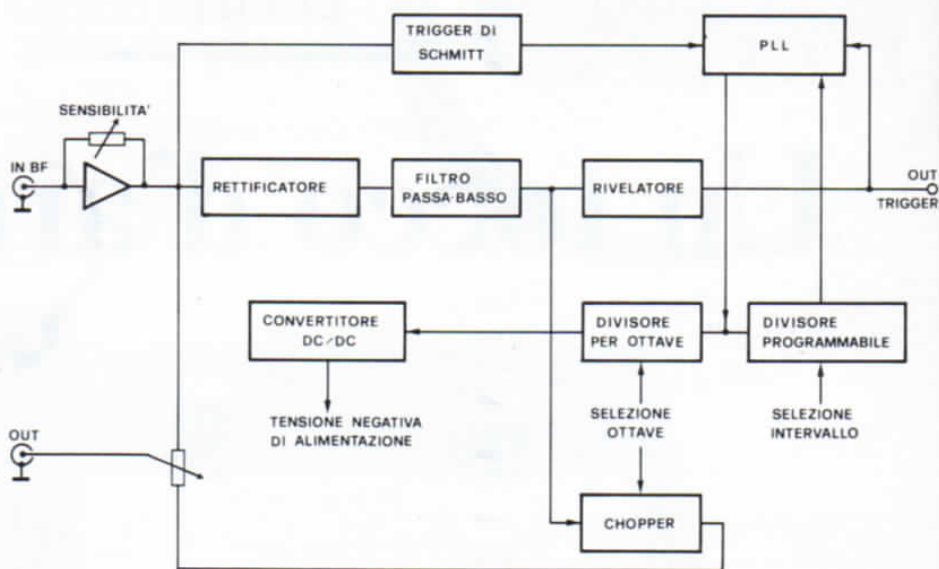 TRIGGER DI
SCHMITT
PLL
SENSIBILITA'
IN BF
RETTIFICATORE
FILTRO
PASSA-BASSO
RIVELATORE
OUT
TRIGGER
CONVERTITORE
DC/DC
DIVISORE
PER OTTAVE
DIVISORE
PROGRAMMABILE
TENSIONE NEGATIVA
DI ALIMENTAZIONE
SELEZIONE
OTTAVE
SELEZIONE
INTERVALLO
OUT
CHOPPER